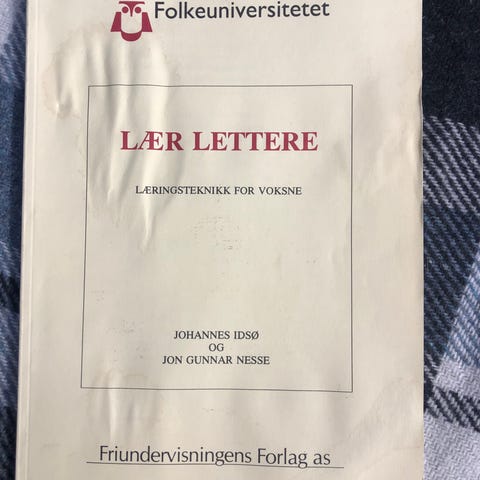 Folkeuniversitetet
LÆR LETTERE
LÆRINGSTEKNIKK FOR VOKSNE
JOHANNES IDSØ
OG
JON GUNNAR NESSE
Friundervisningens Forlag as